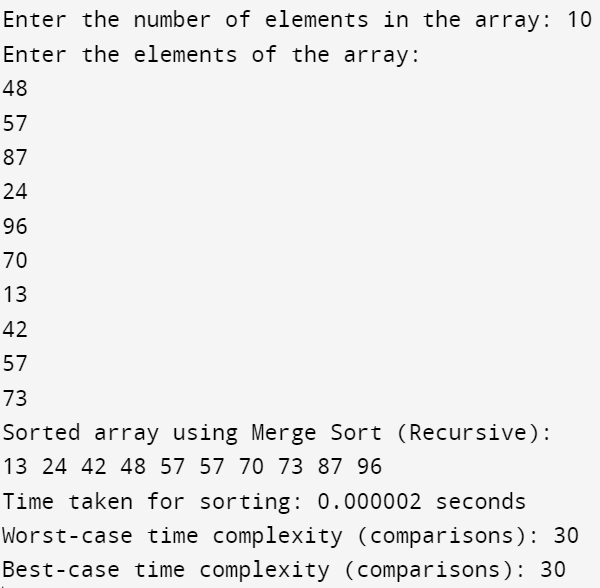 Enter the number of elements in the array: 10
Enter the elements of the array:
48
57
87
24
96
70
13
42
57
73
Sorted array using Merge Sort (Recursive):
13 24 42 48 57 57 70 73 87 96
Time taken for sorting: 0.000002 seconds
Worst-case time complexity (comparisons): 30
Best-case time complexity (comparisons): 30